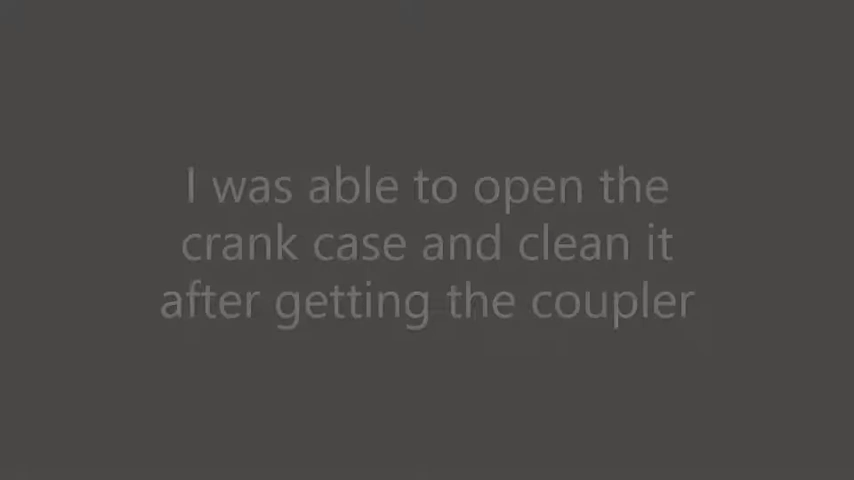 I was able to open the
crank case and clean it
after getting the coupler